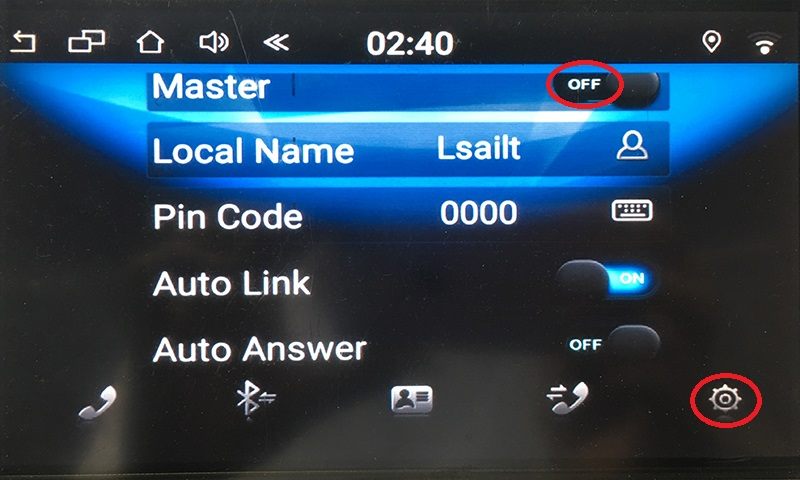 02:40
Master OFF
Local Name Lsailt
Pin Code 0000
Auto Link ON
Auto Answer OFF